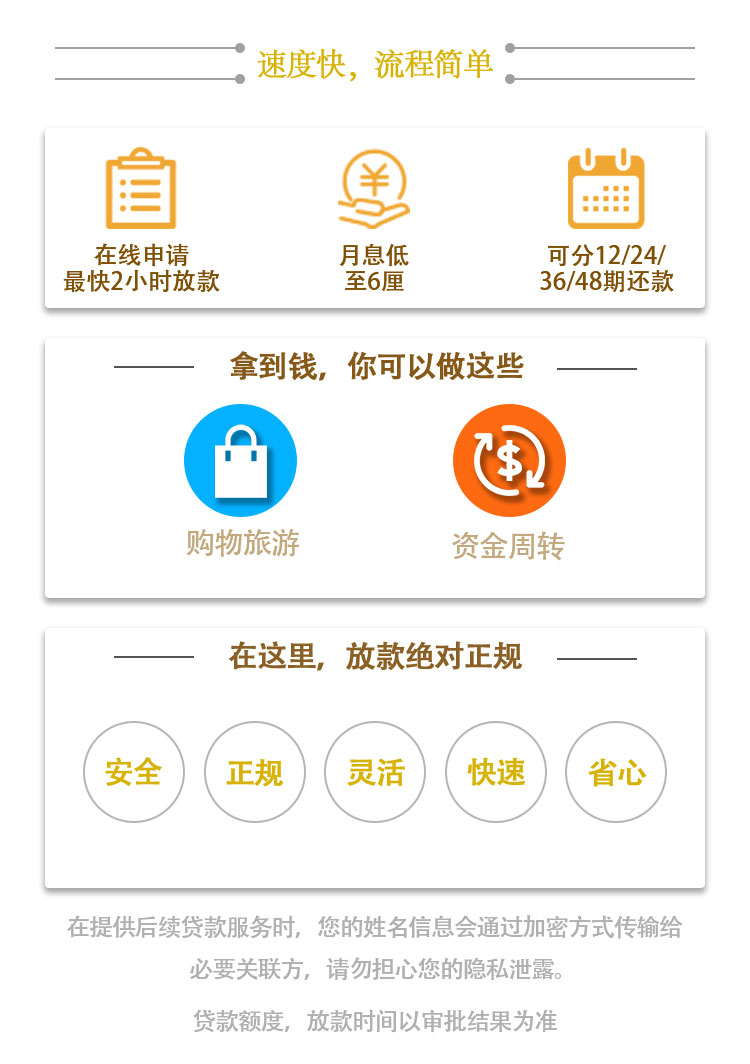 速度快，流程简单
在线申请
最快2小时放款
月息低
至6厘
可分12/24/
36/48期还款
拿到钱，你可以做这些
购物旅游
资金周转
在这里，放款绝对正规
安全
正规
灵活
快速
省心
在提供后续贷款服务时，您的姓名信息会通过加密方式传输给
必要关联方，请勿担心您的隐私泄露。
贷款额度，放款时间以审批结果为准